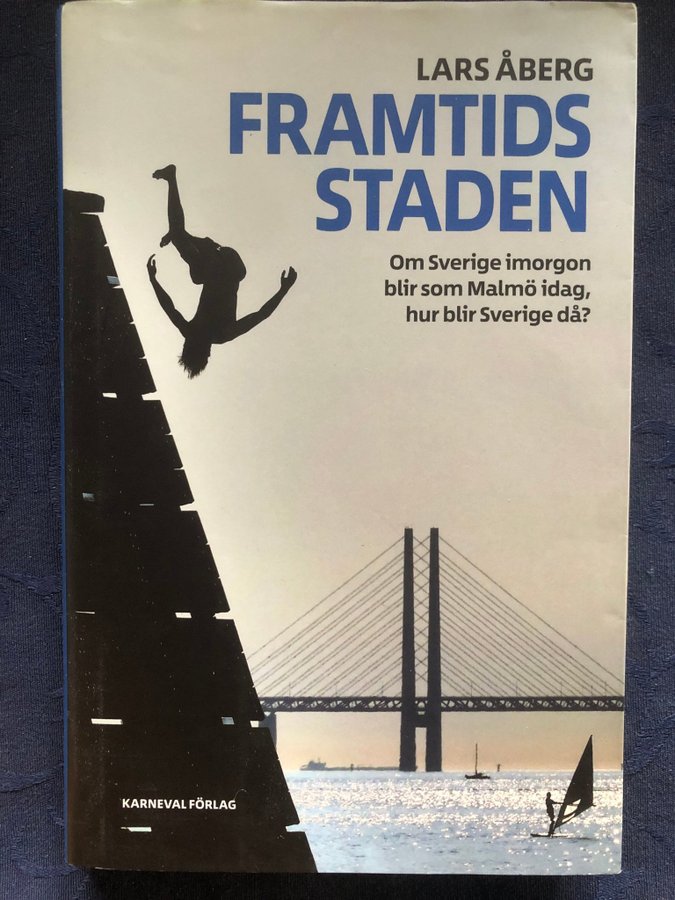 LARS ÅBERG
FRAMTIDS
STADEN
Om Sverige imorgon
blir som Malmö idag,
hur blir Sverige då?
KARNEVAL FÖRLAG